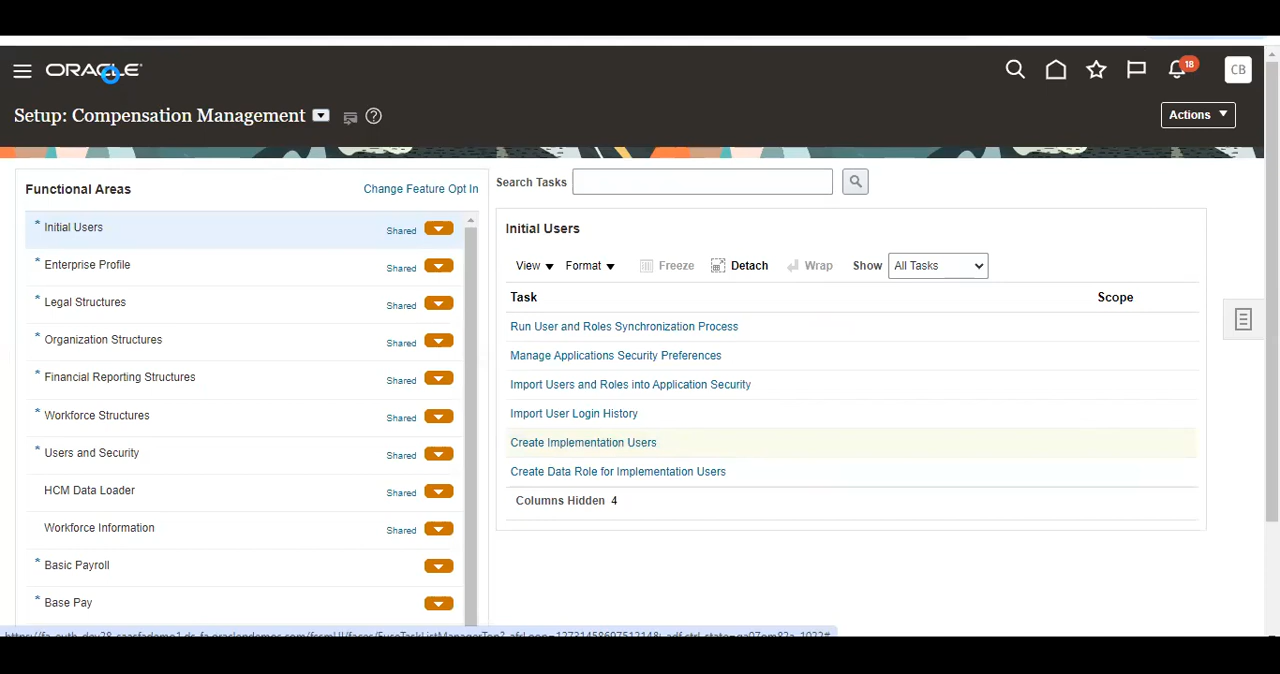 ORACLE
18
CB
Setup: Compensation Management
Actions
Functional Areas
Change Feature Opt In
Search Tasks
* Initial Users Shared
* Enterprise Profile Shared
* Legal Structures Shared
* Organization Structures Shared
* Financial Reporting Structures Shared
* Workforce Structures Shared
* Users and Security Shared
HCM Data Loader Shared
Workforce Information Shared
* Basic Payroll
* Base Pay
Initial Users
View Format Freeze Detach Wrap Show All Tasks
Task Scope
Run User and Roles Synchronization Process
Manage Applications Security Preferences
Import Users and Roles into Application Security
Import User Login History
Create Implementation Users
Create Data Role for Implementation Users
Columns Hidden 4